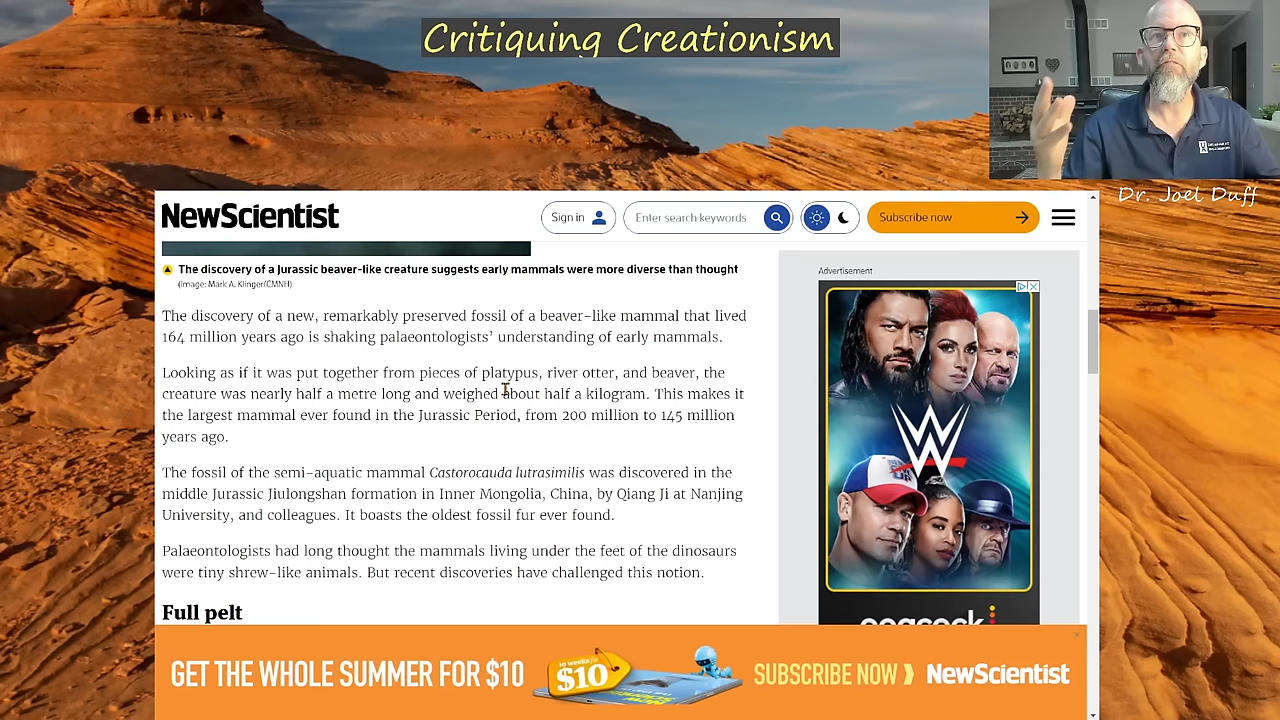 Critiquing Creationism
Dr. Joel Duff
NewScientist
Sign in
Enter search keywords
Subscribe now
The discovery of a Jurassic beaver-like creature suggests early mammals were more diverse than thought
(Image: Mark A. Klinger/CMNH)
The discovery of a new, remarkably preserved fossil of a beaver-like mammal that lived
164 million years ago is shaking palaeontologists' understanding of early mammals.
Looking as if it was put together from pieces of platypus, river otter, and beaver, the
creature was nearly half a metre long and weighed about half a kilogram. This makes it
the largest mammal ever found in the Jurassic Period, from 200 million to 145 million
years ago.
The fossil of the semi-aquatic mammal Castorocauda lutrasimilis was discovered in the
middle Jurassic Jiulongshan formation in Inner Mongolia, China, by Qiang Ji at Nanjing
University, and colleagues. It boasts the oldest fossil fur ever found.
Palaeontologists had long thought the mammals living under the feet of the dinosaurs
were tiny shrew-like animals. But recent discoveries have challenged this notion.
Full pelt
Advertisement
W
peacock
GET THE WHOLE SUMMER FOR $10
10 weeks for
$10
SUBSCRIBE NOW
NewScientist